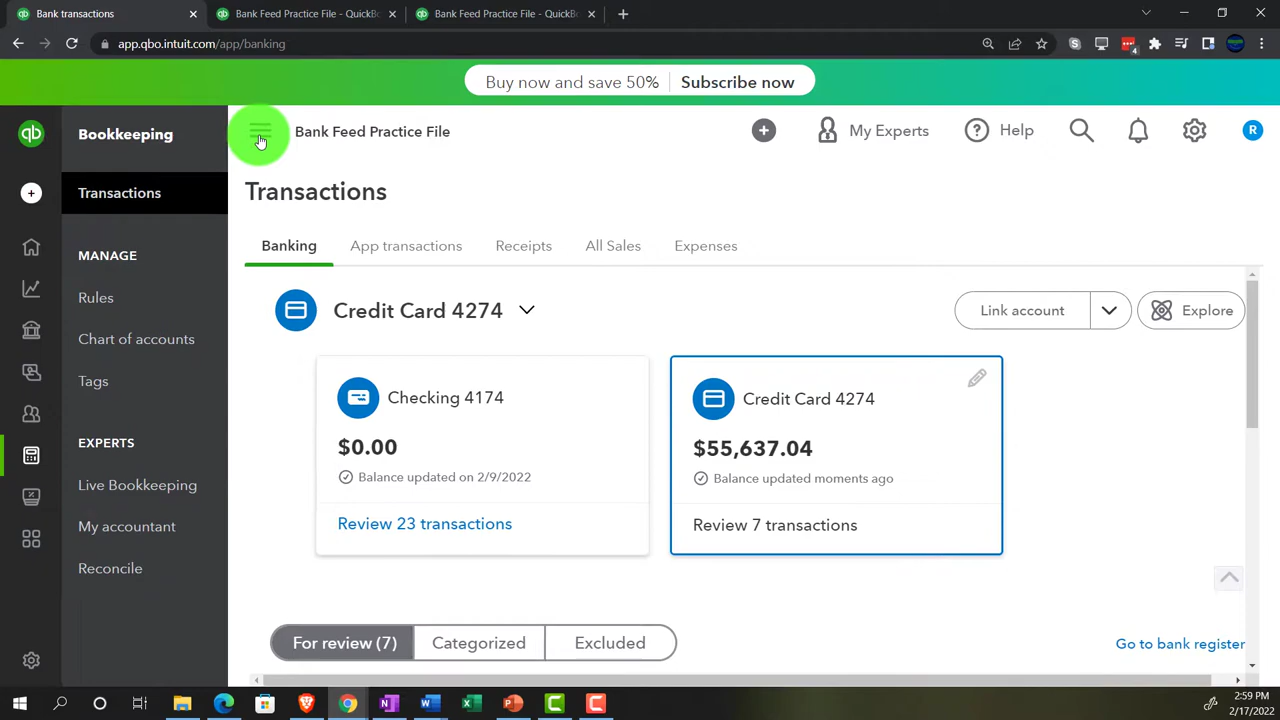 Bank transactions
Bank Feed Practice File - QuickBo
Bank Feed Practice File - QuickBo
app.qbo.intuit.com/app/banking
4
Buy now and save 50% Subscribe now
qb
Bookkeeping
Bank Feed Practice File
My Experts
Help
R
Transactions
MANAGE
Rules
Chart of accounts
Tags
EXPERTS
Live Bookkeeping
My accountant
Reconcile
Transactions
Banking
App transactions
Receipts
All Sales
Expenses
Credit Card 4274
Link account
Explore
Checking 4174
$0.00
Balance updated on 2/9/2022
Review 23 transactions
Credit Card 4274
$55,637.04
Balance updated moments ago
Review 7 transactions
For review (7)
Categorized
Excluded
Go to bank register
2:59 PM
2/17/2022